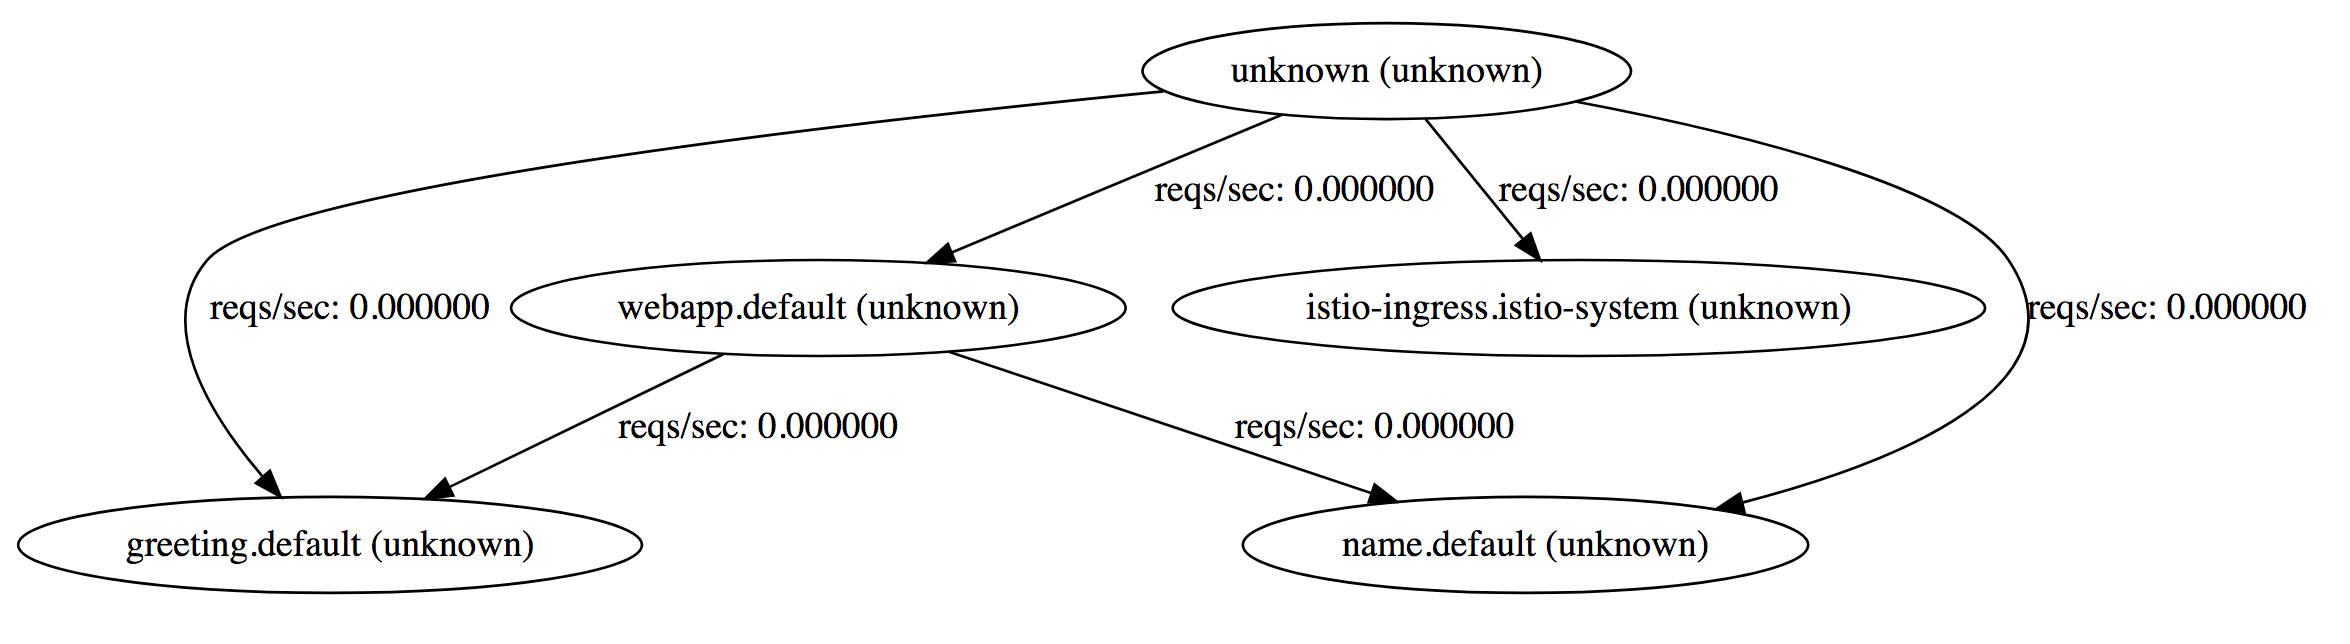 unknown (unknown)
reqs/sec: 0.000000
reqs/sec: 0.000000
reqs/sec: 0.000000
webapp.default (unknown)
istio-ingress.istio-system (unknown)
reqs/sec: 0.000000
reqs/sec: 0.000000
reqs/sec: 0.000000
greeting.default (unknown)
name.default (unknown)